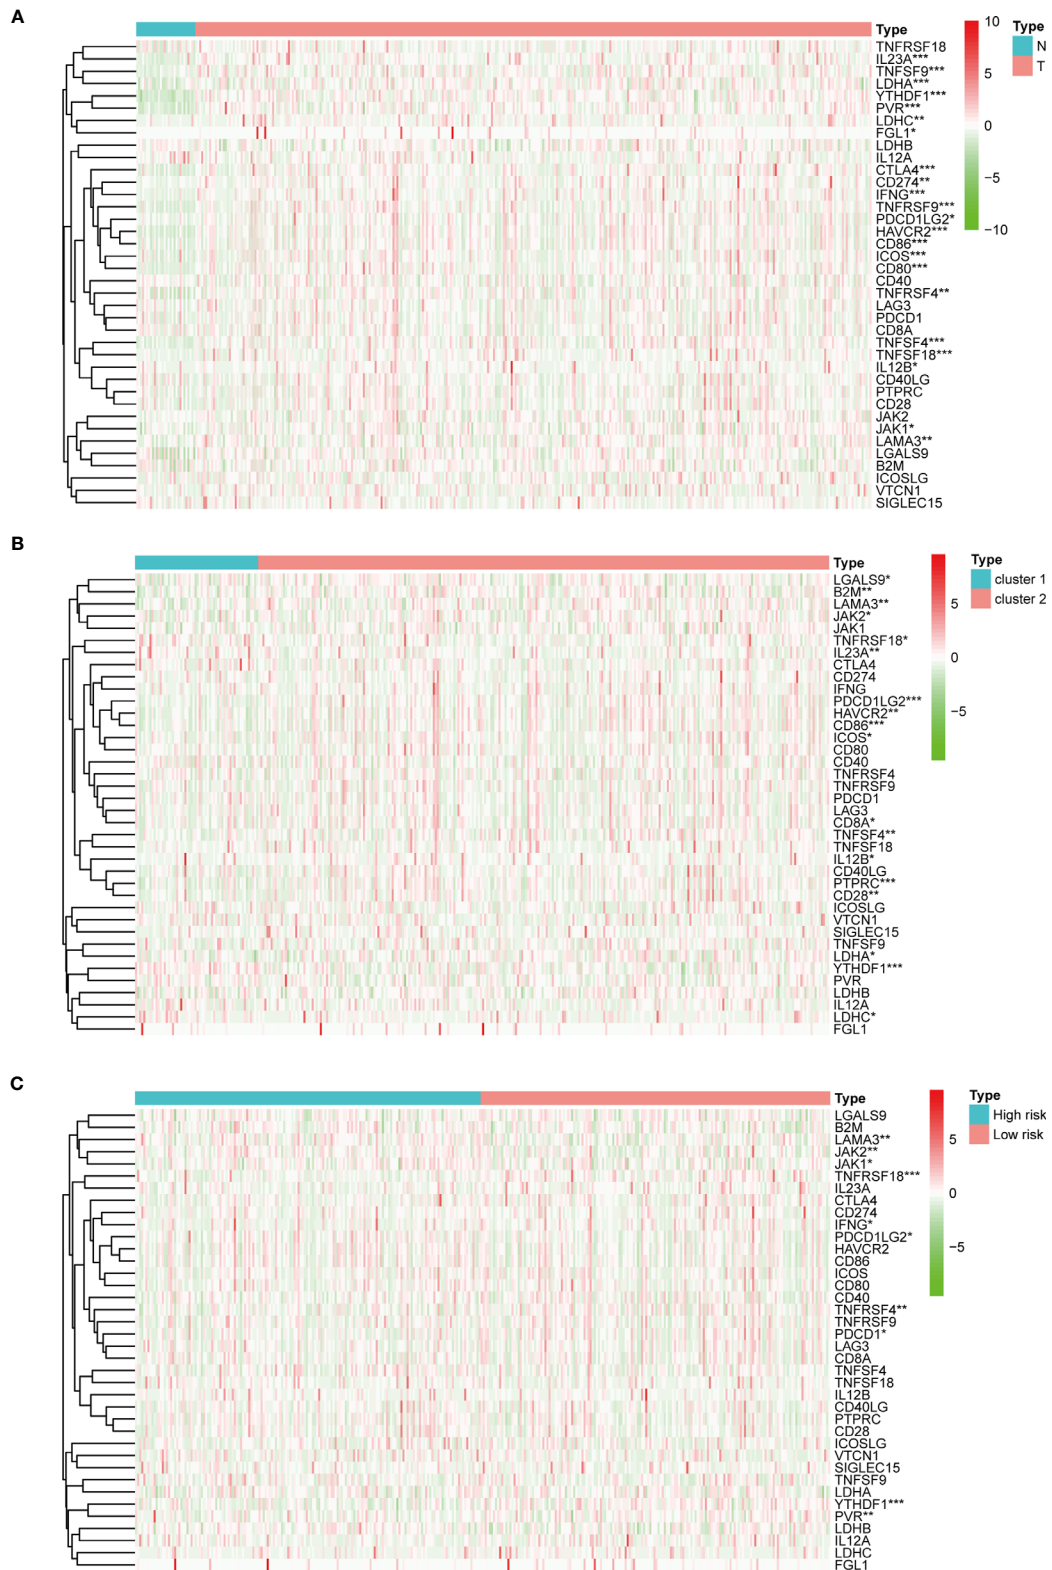 A
Type
TNFRSF18
IL23A***
TNFSF9***
LDHA***
YTHDF1***
PVR***
LDHC**
FGL1*
LDHB
IL12A
CTLA4***
CD274**
IFNG***
TNFRSF9***
PDCD1LG2*
HAVCR2***
CD86***
ICOS***
CD80***
CD40
TNFRSF4**
LAG3
PDCD1
CD8A
TNFSF4***
TNFSF18***
IL12B*
CD40LG
PTPRC
CD28
JAK2
JAK1*
LAMA3**
LGALS9
B2M
ICOSLG
VTCN1
SIGLEC15
10
5
0
−5
−10
Type
N
T
B
Type
LGALS9*
B2M**
LAMA3**
JAK2*
JAK1
TNFRSF18*
IL23A**
CTLA4
CD274
IFNG
PDCD1LG2***
HAVCR2**
CD86***
ICOS*
CD80
CD40
TNFRSF4
TNFRSF9
PDCD1
LAG3
CD8A*
TNFSF4**
TNFSF18
IL12B*
CD40LG
PTPRC***
CD28**
ICOSLG
VTCN1
SIGLEC15
TNFSF9
LDHA*
YTHDF1***
PVR
LDHB
IL12A
LDHC*
FGL1
5
0
−5
Type
cluster 1
cluster 2
C
Type
LGALS9
B2M
LAMA3**
JAK2**
JAK1*
TNFRSF18***
IL23A
CTLA4
CD274
IFNG*
PDCD1LG2*
HAVCR2
CD86
ICOS
CD80
CD40
TNFRSF4**
TNFRSF9
PDCD1*
LAG3
CD8A
TNFSF4
TNFSF18
IL12B
CD40LG
PTPRC
CD28
ICOSLG
VTCN1
SIGLEC15
TNFSF9
LDHA
YTHDF1***
PVR**
LDHB
IL12A
LDHC
FGL1
5
0
−5
Type
High risk
Low risk